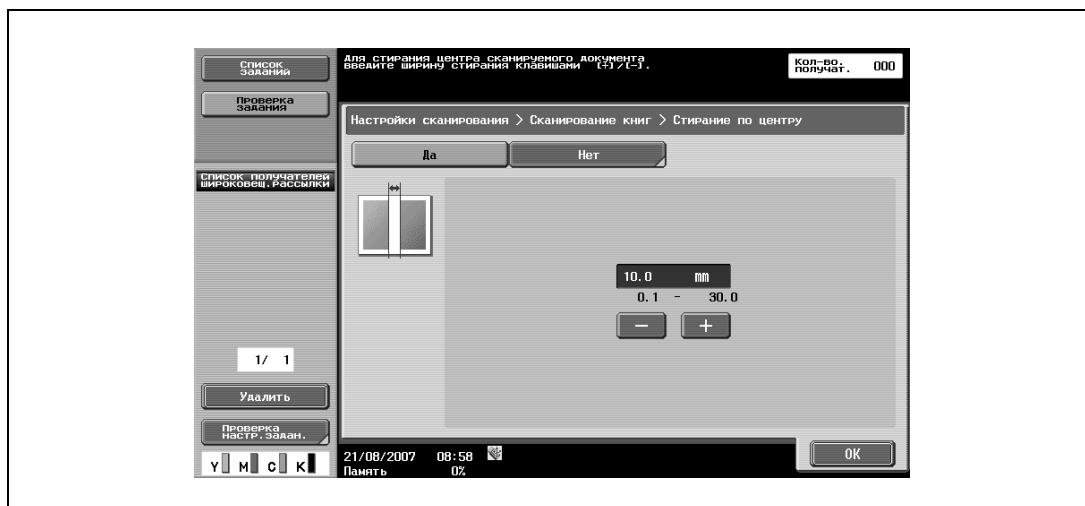 Список
заданий
Для стирания центра сканируемого документа
введите ширину стирания клавишами [+]/[-].
Кол-во.
получат. 000
Проверка
задания
Настройки сканирования > Сканирование книг > Стирание по центру
Да Нет
Список получателей
широковещ.рассылки
10.0 mm
0.1 - 30.0
- +
1/ 1
Удалить
Проверка
настр.задан.
Y M C K
21/08/2007 08:58
Память 0%
OK